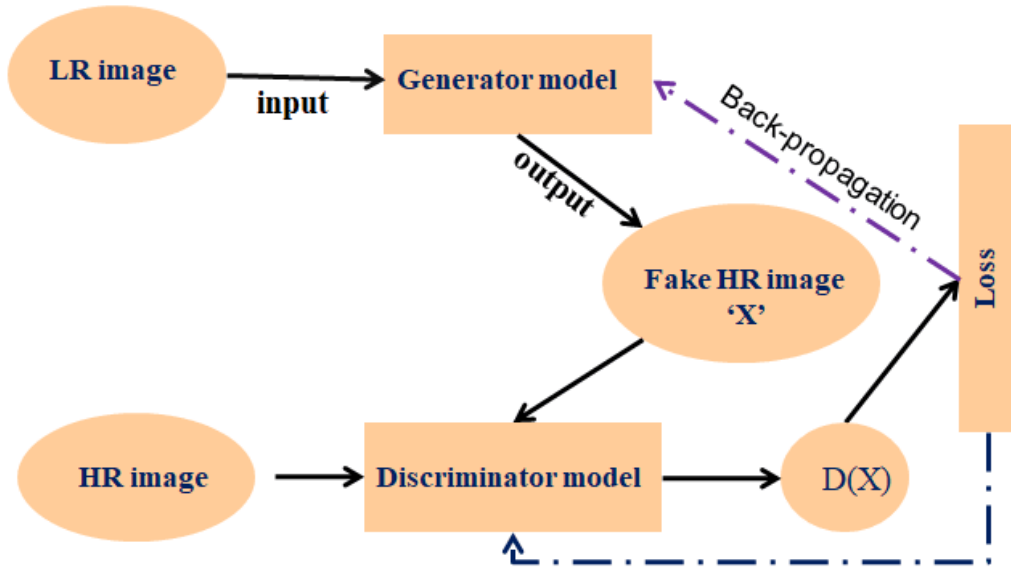 LR image
input
Generator model
Back-propagation
output
Fake HR image
‘X’
Loss
HR image
Discriminator model
D(X)